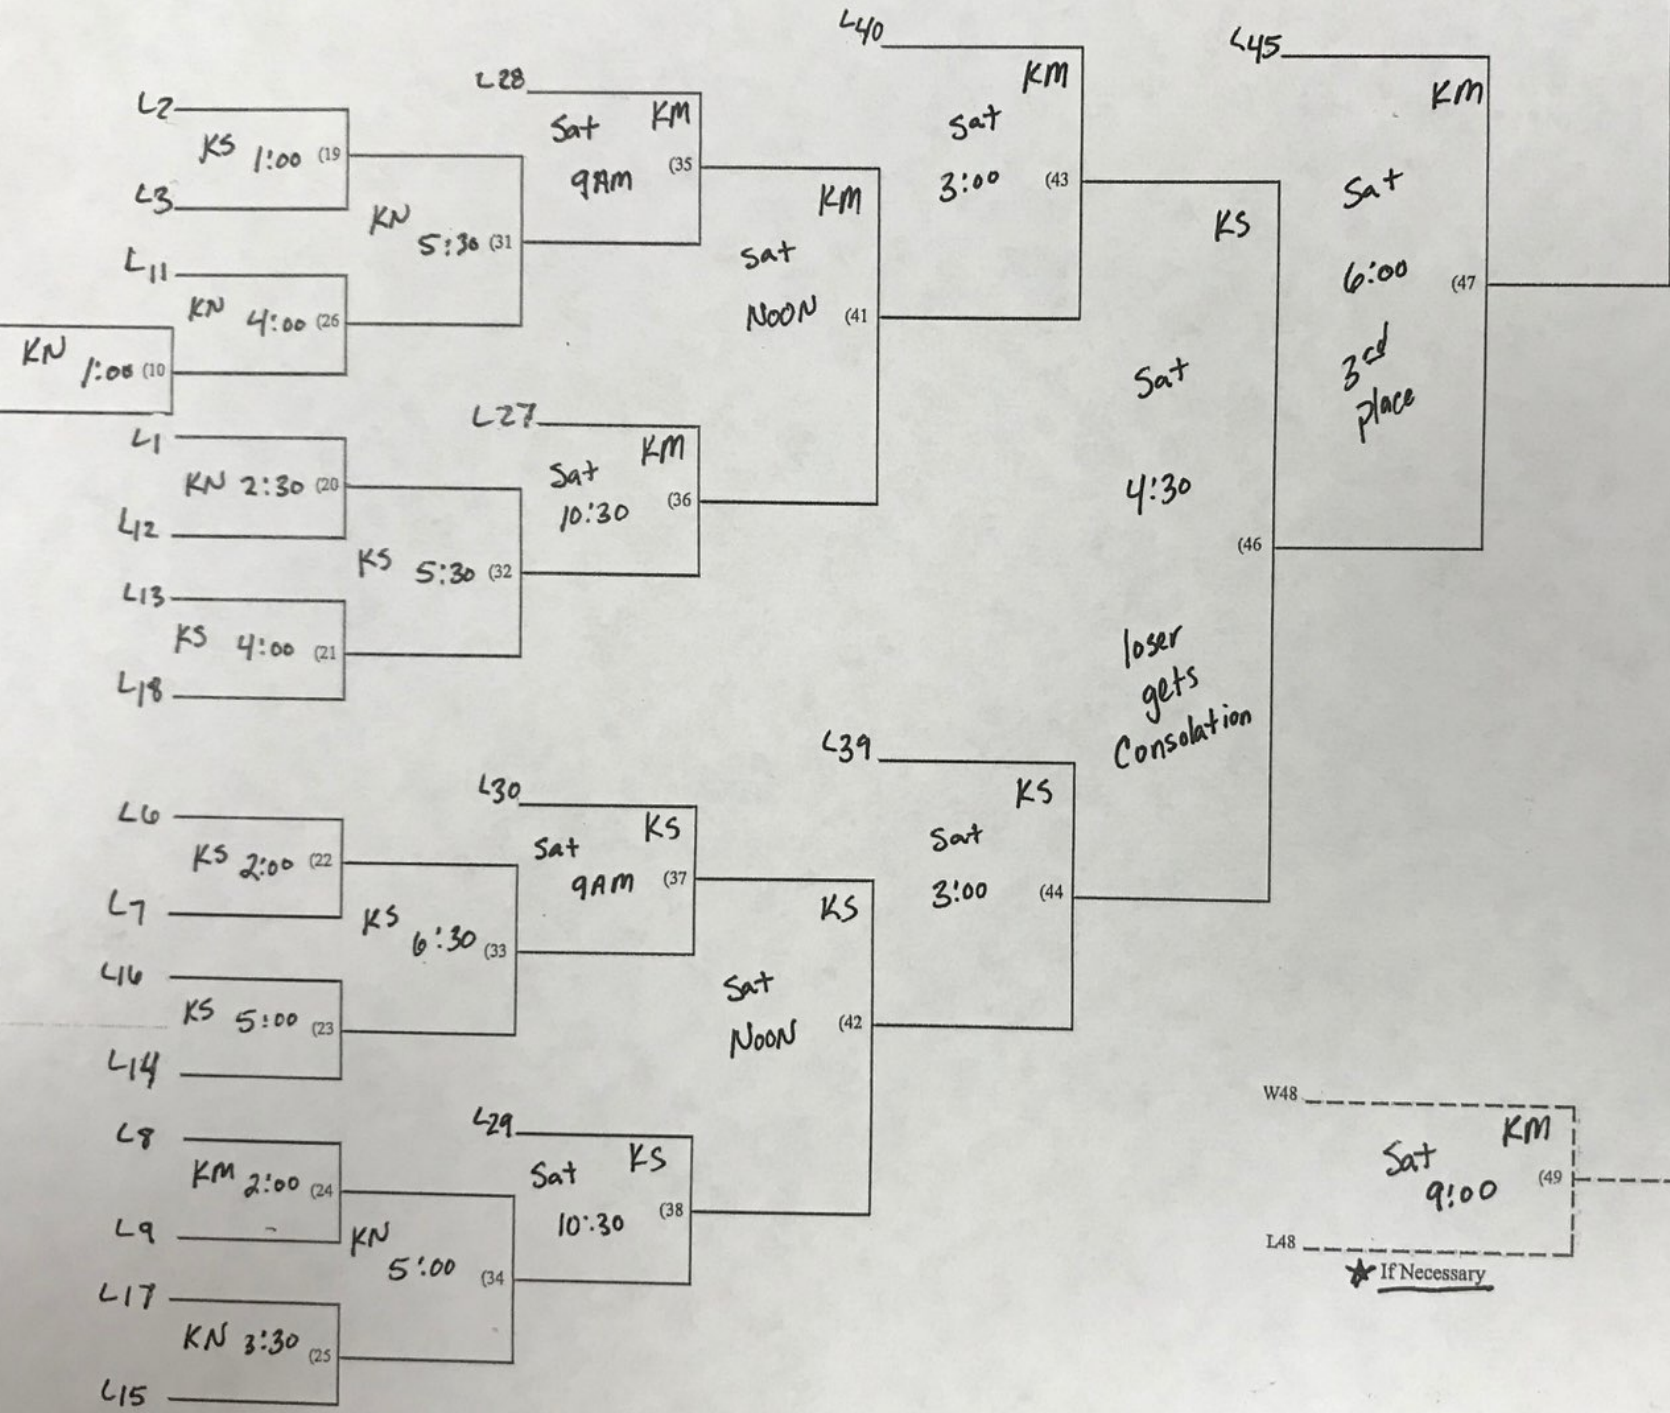 L40
L45
L28
KM
KM
L2
Sat
KM
Sat
KS 1:00 (19
9AM
(35
3:00
(43
Sat
L3
KM
KS
KN
5:30 (31
Sat
6:00
(47
L11
NOON
(41
KN 4:00 (26
3rd
place
KN
1:00 (10
Sat
L27
L1
KM
KN 2:30 (20
Sat
10:30
(36
4:30
L12
(46
KS 5:30 (32
L13
KS 4:00 (21
loser
gets
Consolation
L18
L39
L30
KS
L6
KS
Sat
KS 2:00 (22
Sat
9AM
(37
3:00
(44
L7
KS
KS
6:30 (33
L16
Sat
KS 5:00 (23
NOON
(42
L14
W48
L8
L29
KM
KM 2:00 (24
KS
Sat
Sat
9:00
(49
L9
10:30
(38
KN
5:00 (34
L48
L17
★ If Necessary
KN 3:30 (25
L15